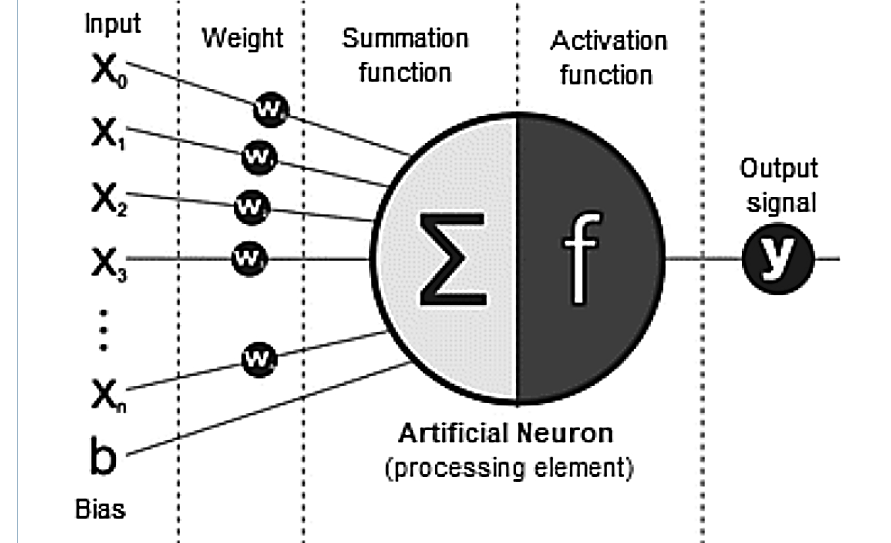 Input
Weight
Summation
function
Activation
function
X0
X1
X2
X3
Xn
b
Bias
w
w
w
w
w
Σ
f
Output
signal
y
Artificial Neuron
(processing element)